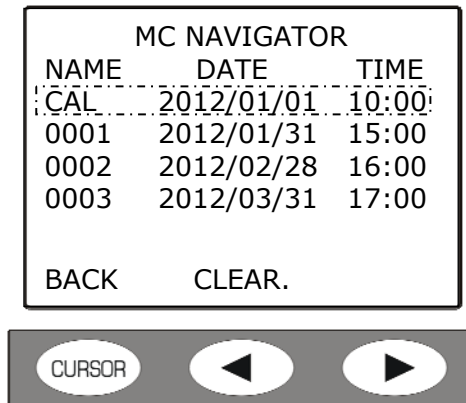 MC NAVIGATOR
NAME DATE TIME
CAL 2012/01/01 10:00
0001 2012/01/31 15:00
0002 2012/02/28 16:00
0003 2012/03/31 17:00
BACK CLEAR.
CURSOR